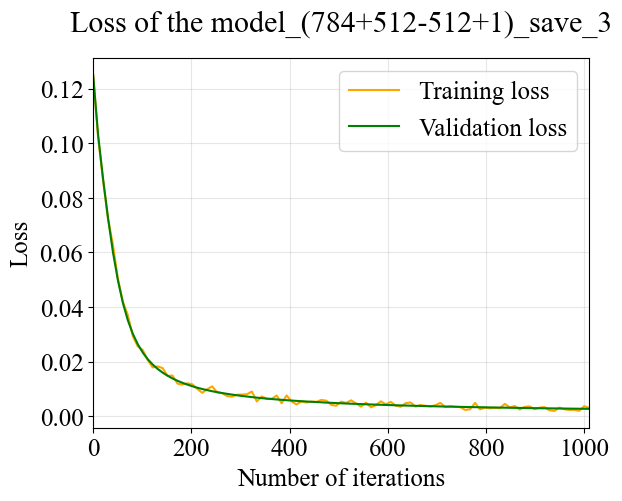 Loss of the model_(784+512-512+1)_save_3
Training loss
Validation loss
0.12
0.10
0.08
0.06
0.04
0.02
0.00
Loss
0 200 400 600 800 1000
Number of iterations